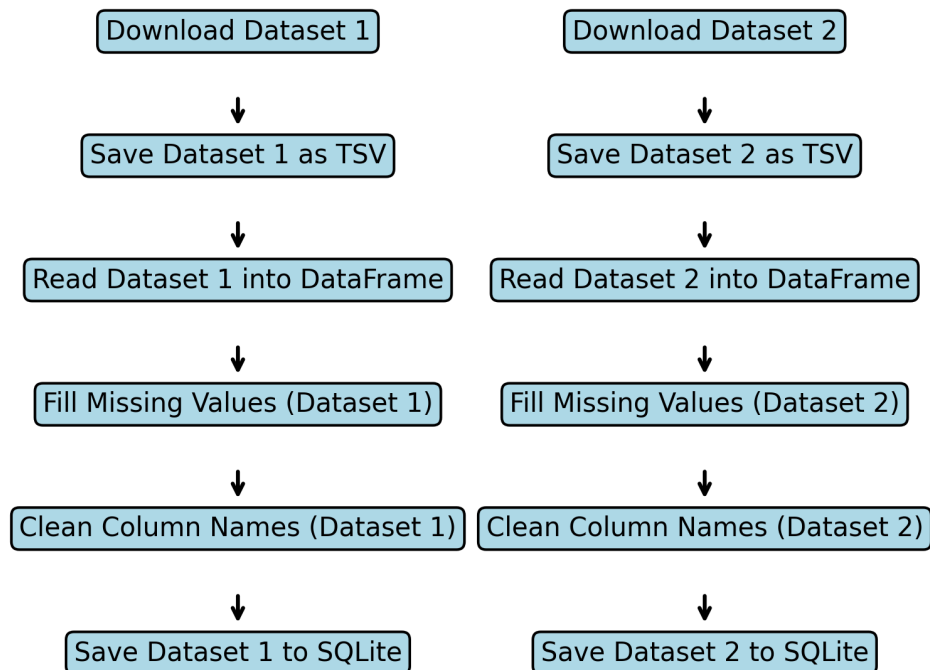 Download Dataset 1
Download Dataset 2
Save Dataset 1 as TSV
Save Dataset 2 as TSV
Read Dataset 1 into DataFrame
Read Dataset 2 into DataFrame
Fill Missing Values (Dataset 1)
Fill Missing Values (Dataset 2)
Clean Column Names (Dataset 1)
Clean Column Names (Dataset 2)
Save Dataset 1 to SQLite
Save Dataset 2 to SQLite